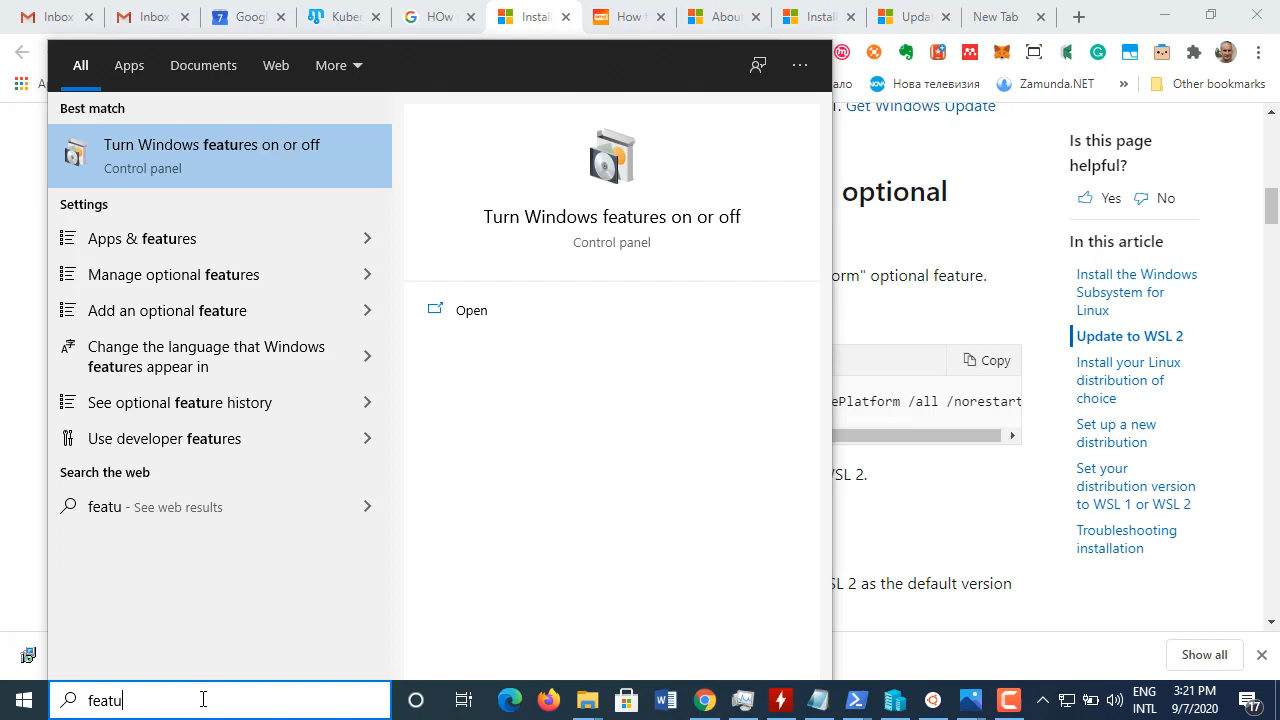 Inbox
Inbox
Googl
Kuber
HOw
Install
How t
About
Install
Updat
New Tab
All
Apps
Documents
Web
More
ало
Нова телевизия
Zamunda.NET
»
Other bookmarks
Best match
Turn Windows features on or off
Control panel
Settings
Apps & features
Manage optional features
Add an optional feature
Change the language that Windows
features appear in
See optional feature history
Use developer features
Search the web
featu - See web results
Turn Windows features on or off
Control panel
Open
1. Get Windows Update
optional
orm" optional feature.
Copy
ePlatform /all /norestart
WSL 2.
SL 2 as the default version
Is this page
helpful?
Yes
No
In this article
Install the Windows
Subsystem for
Linux
Update to WSL 2
Install your Linux
distribution of
choice
Set up a new
distribution
Set your
distribution version
to WSL 1 or WSL 2
Troubleshooting
installation
Show all
featu
ENG
INTL
3:21 PM
9/7/2020
17